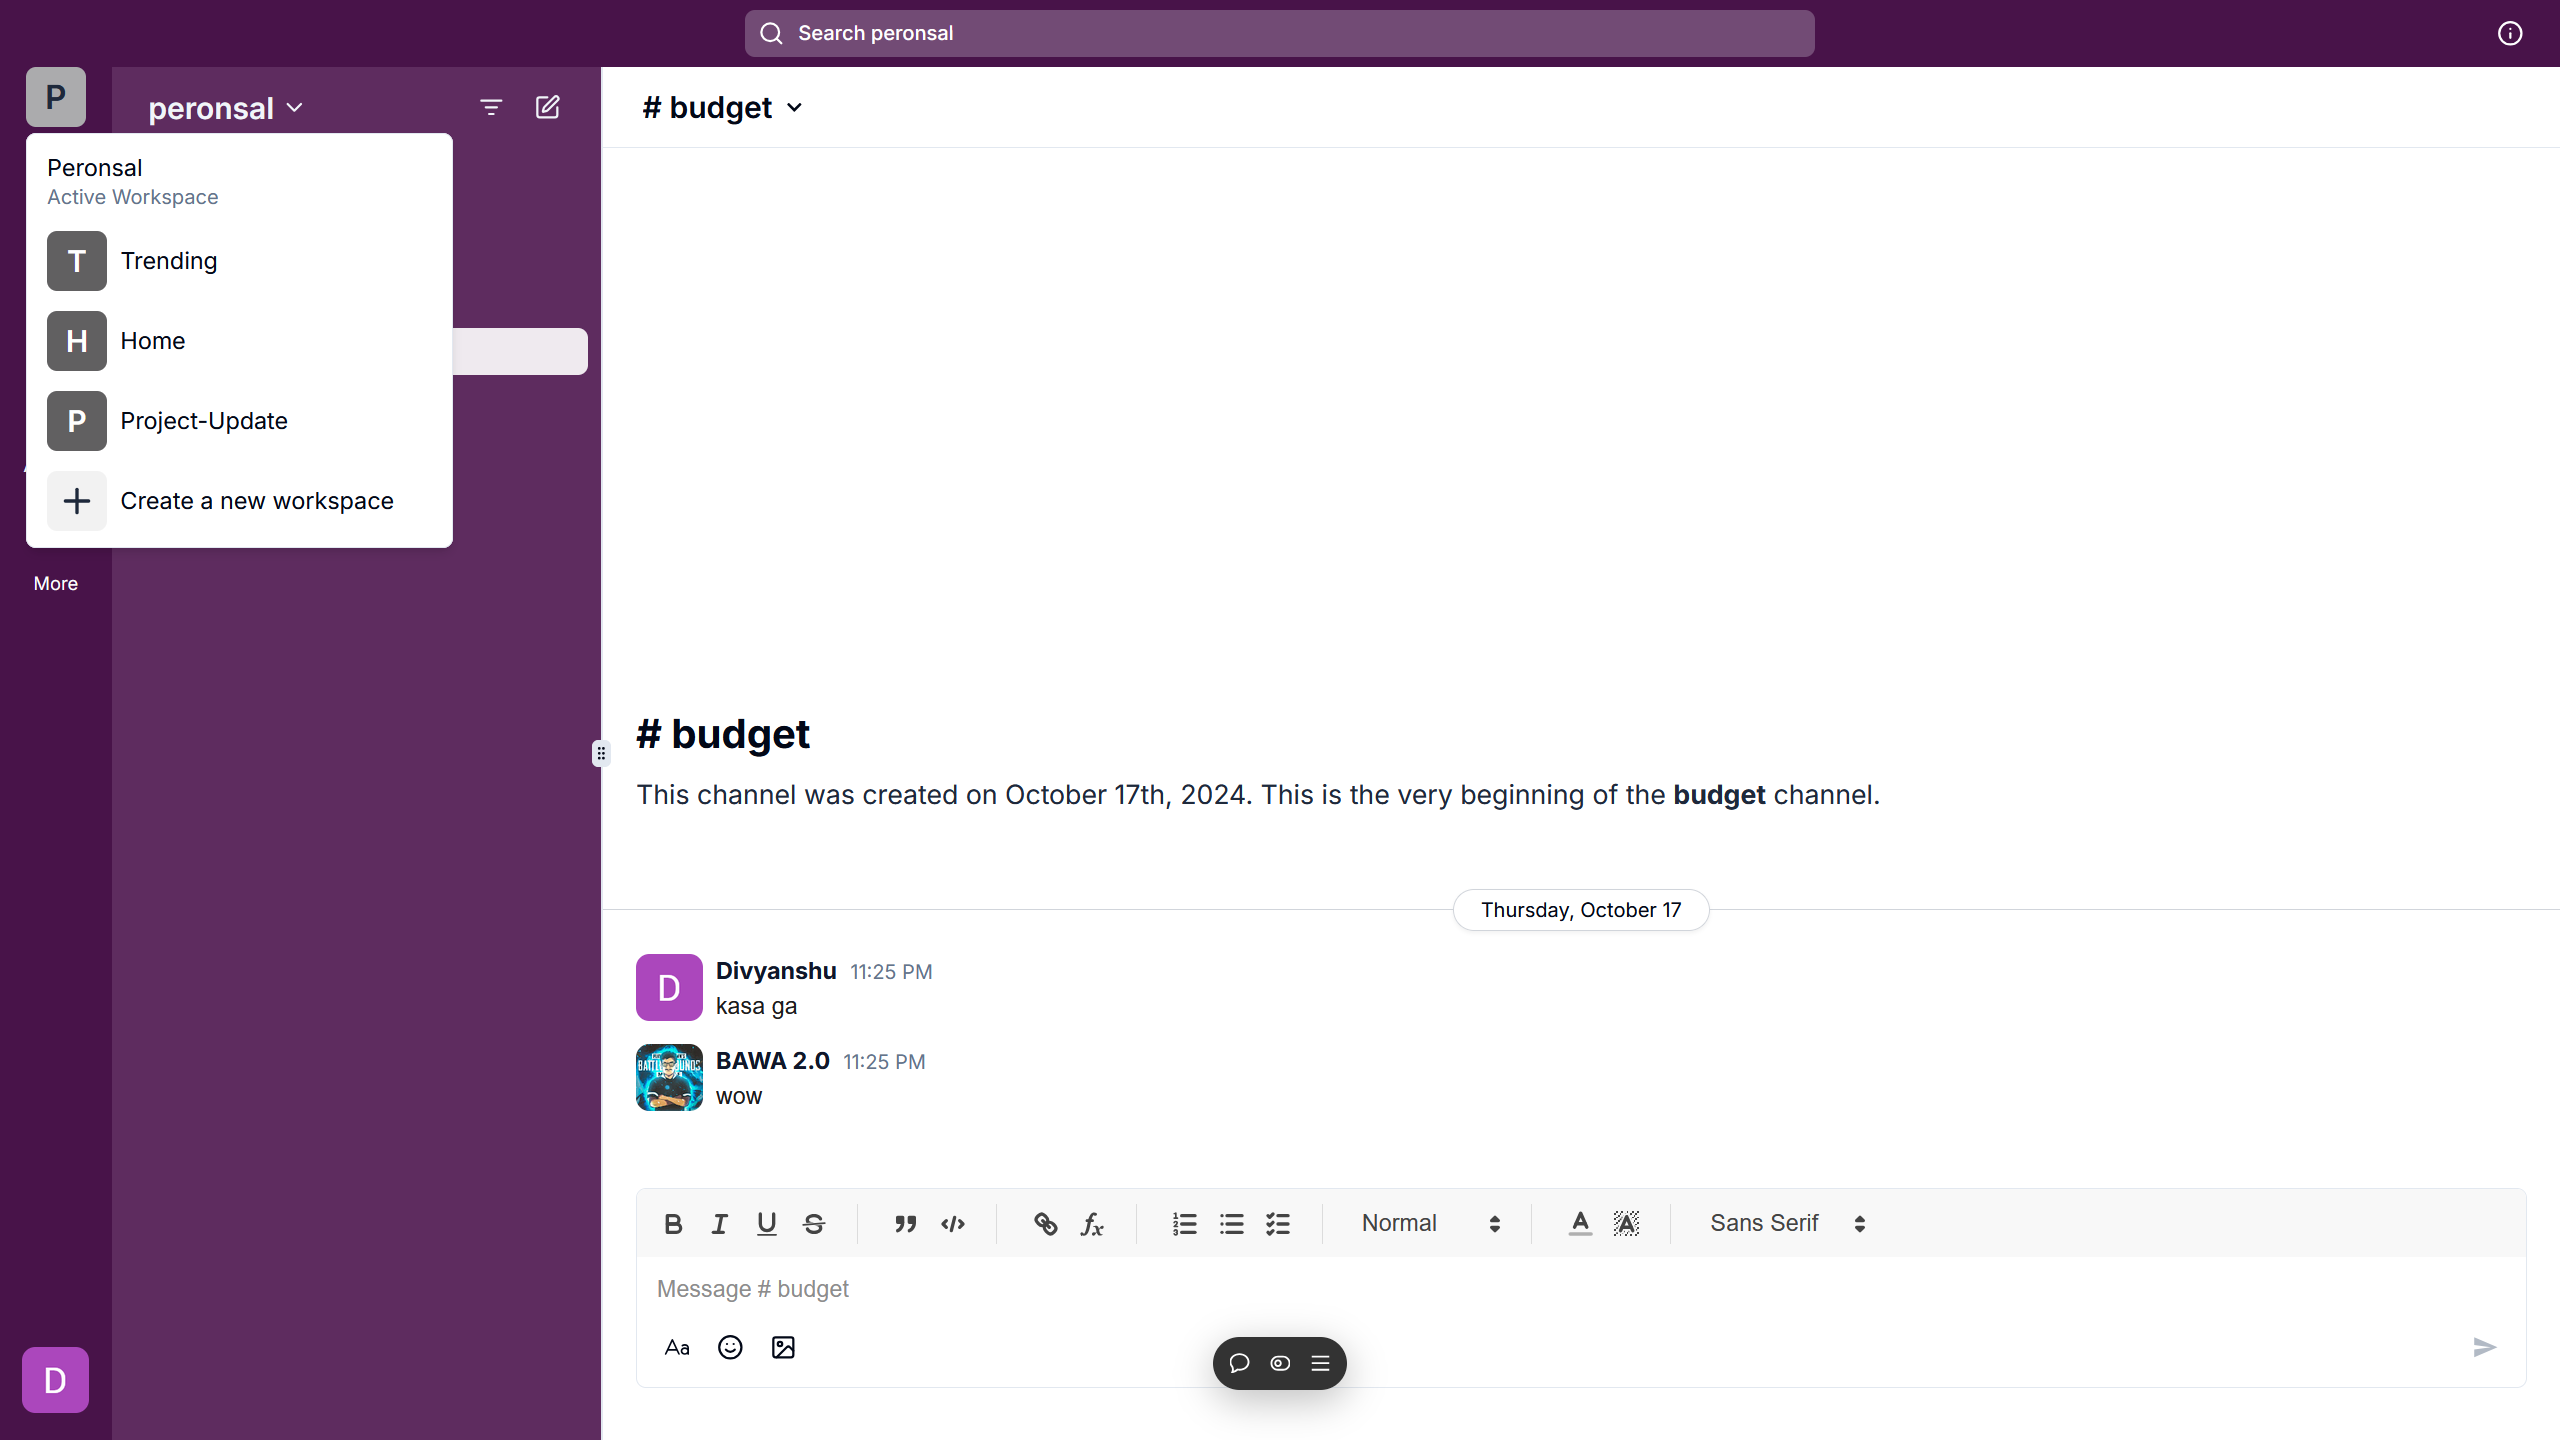 Search peronsal
P
peronsal
# budget
Peronsal
Active Workspace
T
Trending
H
Home
P
Project-Update
Create a new workspace
More
# budget
This channel was created on October 17th, 2024. This is the very beginning of the budget channel.
Thursday, October 17
D
Divyanshu 11:25 PM
kasa ga
BAWA 2.0 11:25 PM
wow
Normal
Sans Serif
Message # budget
Aa
D